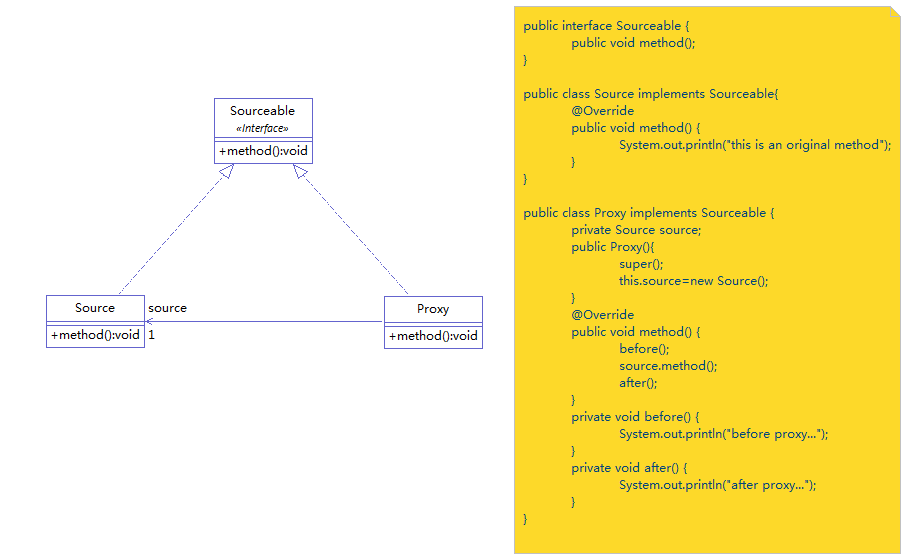 Sourceable
«Interface»
+method():void
Source
+method():void
source
1
Proxy
+method():void
public interface Sourceable {
public void method();
}
public class Source implements Sourceable{
@Override
public void method() {
System.out.println("this is an original method");
}
}
public class Proxy implements Sourceable {
private Source source;
public Proxy(){
super();
this.source=new Source();
}
@Override
public void method() {
before();
source.method();
after();
}
private void before() {
System.out.println("before proxy...");
}
private void after() {
System.out.println("after proxy...");
}
}